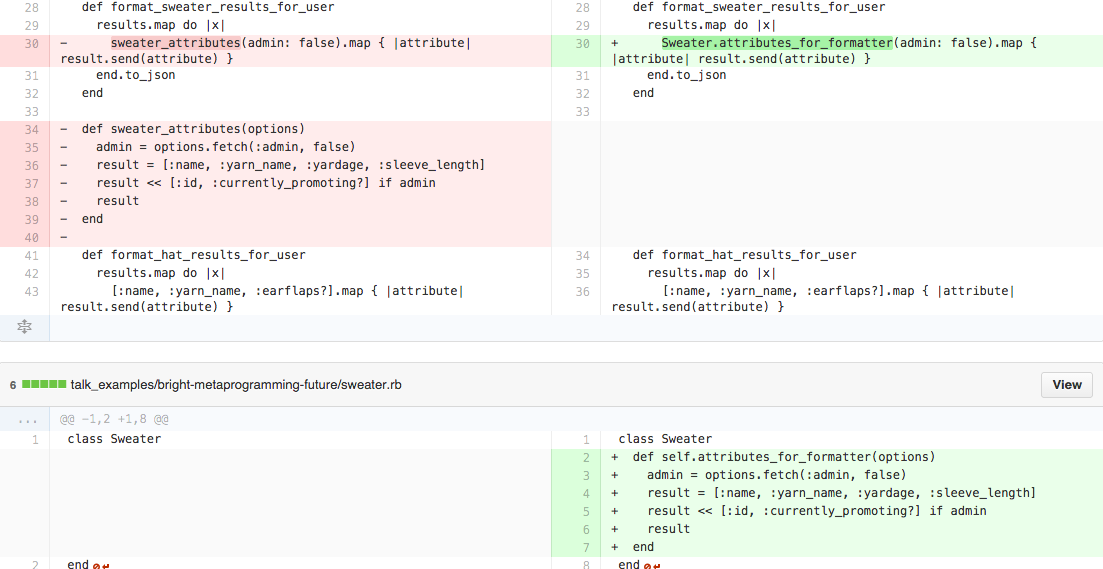 28 def format_sweater_results_for_user 28 def format_sweater_results_for_user
29 results.map do |x| 29 results.map do |x|
30 - sweater_attributes(admin: false).map { |attribute| 30 + Sweater.attributes_for_formatter(admin: false).map {
result.send(attribute) } |attribute| result.send(attribute) }
31 end.to_json 31 end.to_json
32 end 32 end
33 33
34 - def sweater_attributes(options)
35 - admin = options.fetch(:admin, false)
36 - result = [:name, :yarn_name, :yardage, :sleeve_length]
37 - result << [:id, :currently_promoting?] if admin
38 - result
39 - end
40 -
41 def format_hat_results_for_user 34 def format_hat_results_for_user
42 results.map do |x| 35 results.map do |x|
43 [:name, :yarn_name, :earflaps?].map { |attribute| 36 [:name, :yarn_name, :earflaps?].map { |attribute|
result.send(attribute) } result.send(attribute) }
6 talk_examples/bright-metaprogramming-future/sweater.rb View
... @@ -1,2 +1,8 @@
1 class Sweater 1 class Sweater
2 + def self.attributes_for_formatter(options)
3 + admin = options.fetch(:admin, false)
4 + result = [:name, :yarn_name, :yardage, :sleeve_length]
5 + result << [:id, :currently_promoting?] if admin
6 + result
7 + end
2 end 8 end